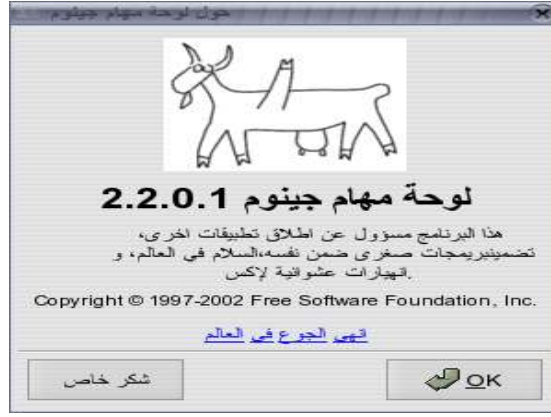 حول لوحة مهام جينوم
لوحة مهام جينوم 2.2.0.1
هذا البرنامج مسؤول عن اطلاق تطبيقات اخرى،
تضمينبريمجات صغرى ضمن نفسه،السلام في العالم، و
انهيارات عشوائية لإكس.
Copyright © 1997-2002 Free Software Foundation, Inc.
انهي الجوع في العالم
شكر خاص
OK